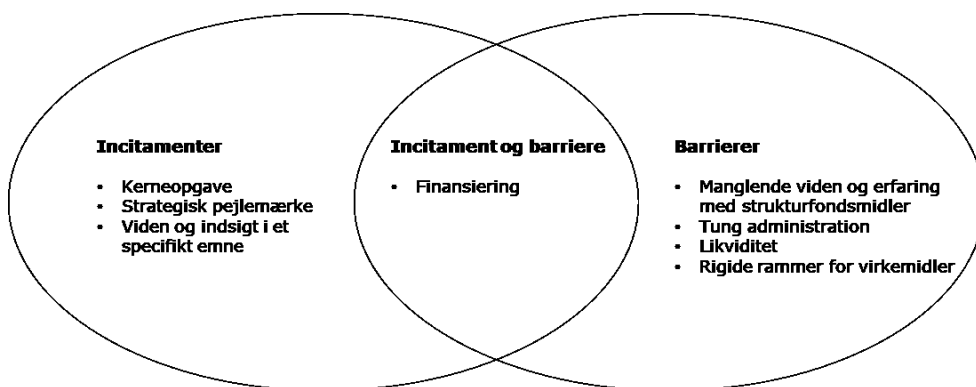 Incitamenter
• Kerneopgave
• Strategisk pejlemærke
• Viden og indsigt i et
specifikt emne
Incitament og barriere
• Finansiering
Barrierer
• Manglende viden og erfaring
med strukturfondsmidler
• Tung administration
• Likviditet
• Rigide rammer for virkemidler